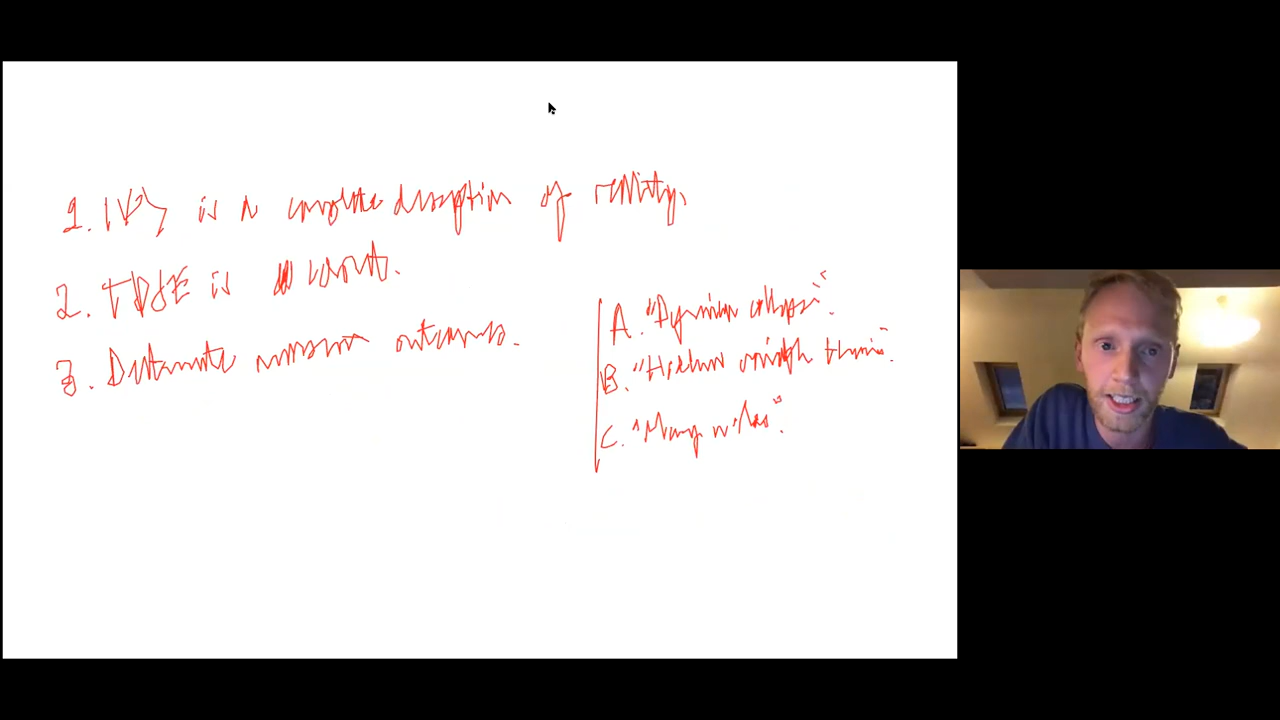 1. |Ψ⟩ is a complete description of reality.
2. TDSE is correct.
3. Determinate measurement outcomes.
A. "Dynamical collapse".
B. "Hidden variable theories".
C. "Many worlds".